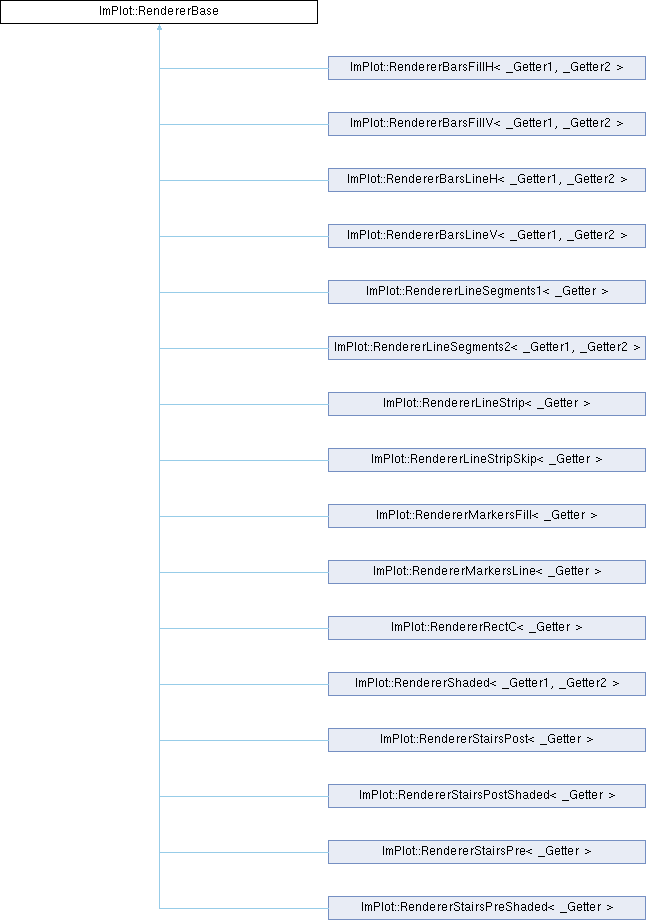 ImPlot::RendererBase
ImPlot::RendererBarsFillH< _Getter1, _Getter2 >
ImPlot::RendererBarsFillV< _Getter1, _Getter2 >
ImPlot::RendererBarsLineH< _Getter1, _Getter2 >
ImPlot::RendererBarsLineV< _Getter1, _Getter2 >
ImPlot::RendererLineSegments1< _Getter >
ImPlot::RendererLineSegments2< _Getter1, _Getter2 >
ImPlot::RendererLineStrip< _Getter >
ImPlot::RendererLineStripSkip< _Getter >
ImPlot::RendererMarkersFill< _Getter >
ImPlot::RendererMarkersLine< _Getter >
ImPlot::RendererRectC< _Getter >
ImPlot::RendererShaded< _Getter1, _Getter2 >
ImPlot::RendererStairsPost< _Getter >
ImPlot::RendererStairsPostShaded< _Getter >
ImPlot::RendererStairsPre< _Getter >
ImPlot::RendererStairsPreShaded< _Getter >